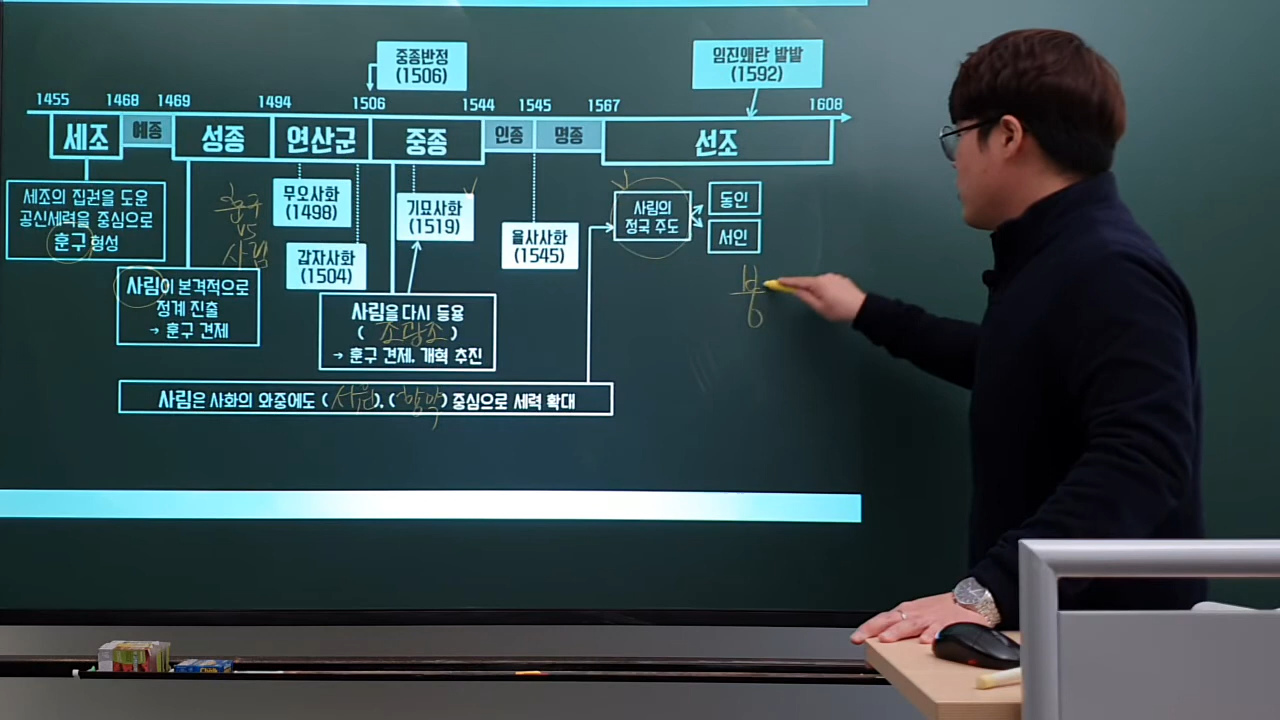 중종반정
(1506)
임진왜란 발발
(1592)
1455 1468 1469 1494 1506 1544 1545 1567 1608
세조 예종 성종 연산군 중종 인종 명종 선조
세조의 집권을 도운
공신세력을 중심으로
훈구 형성
훈구
vs
사림
무오사화
(1498)
기묘사화
(1519)
사림의
정국 주도
동인
서인
을사사화
(1545)
갑자사화
(1504)
사림이 본격적으로
정계 진출
→ 훈구 견제
사림을 다시 등용
( 조광조 )
→ 훈구 견제, 개혁 추진
붕
사림은 사화의 와중에도 (서원), (향약) 중심으로 세력 확대